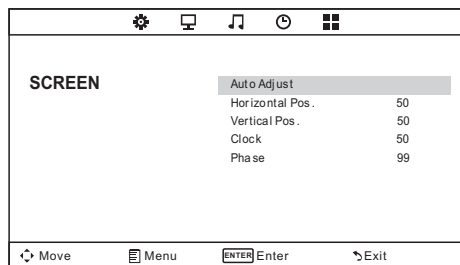 SCREEN
Auto Adjust
Horizontal Pos. 50
Vertical Pos. 50
Clock 50
Phase 99
Move Menu ENTER Enter Exit